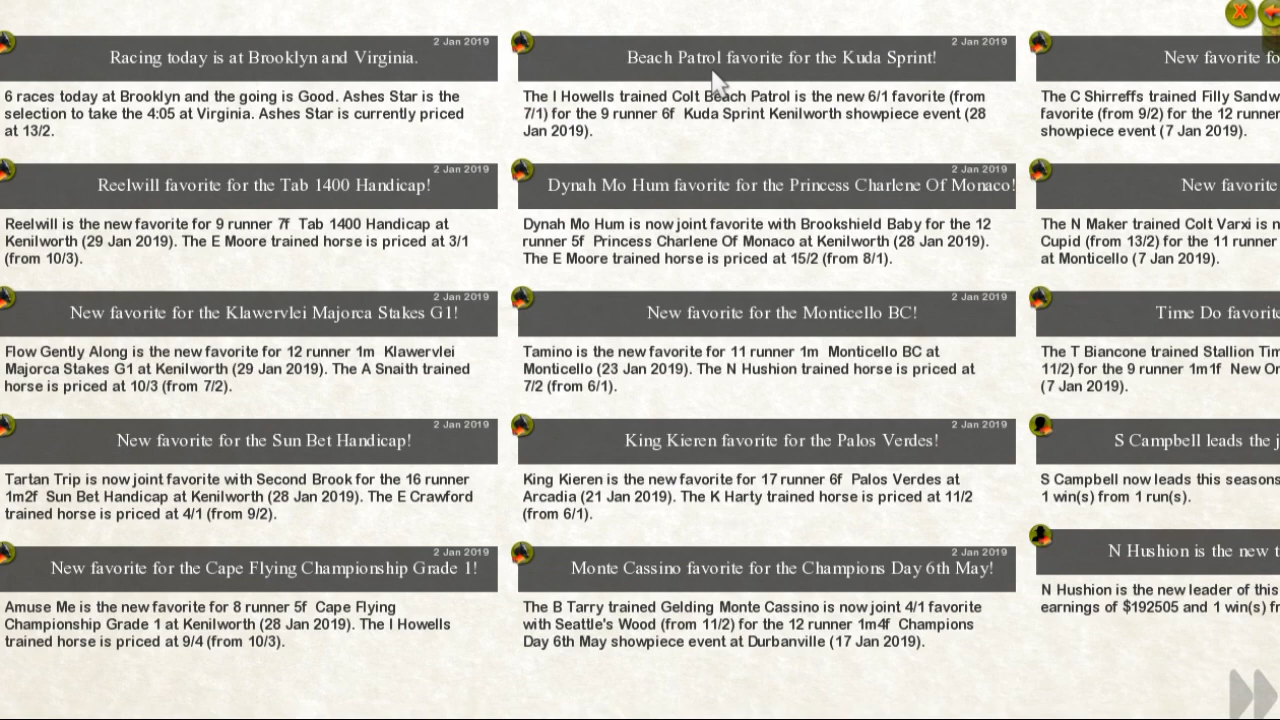 2 Jan 2019
Racing today is at Brooklyn and Virginia.
6 races today at Brooklyn and the going is Good. Ashes Star is the
selection to take the 4:05 at Virginia. Ashes Star is currently priced
at 13/2.
2 Jan 2019
Reelwill favorite for the Tab 1400 Handicap!
Reelwill is the new favorite for 9 runner 7f Tab 1400 Handicap at
Kenilworth (29 Jan 2019). The E Moore trained horse is priced at 3/1
(from 10/3).
2 Jan 2019
New favorite for the Klawervlei Majorca Stakes G1!
Flow Gently Along is the new favorite for 12 runner 1m Klawervlei
Majorca Stakes G1 at Kenilworth (29 Jan 2019). The A Snaith trained
horse is priced at 10/3 (from 7/2).
2 Jan 2019
New favorite for the Sun Bet Handicap!
Tartan Trip is now joint favorite with Second Brook for the 16 runner
1m2f Sun Bet Handicap at Kenilworth (28 Jan 2019). The E Crawford
trained horse is priced at 4/1 (from 9/2).
2 Jan 2019
New favorite for the Cape Flying Championship Grade 1!
Amuse Me is the new favorite for 8 runner 5f Cape Flying
Championship Grade 1 at Kenilworth (28 Jan 2019). The I Howells
trained horse is priced at 9/4 (from 10/3).
2 Jan 2019
Beach Patrol favorite for the Kuda Sprint!
The I Howells trained Colt Beach Patrol is the new 6/1 favorite (from
7/1) for the 9 runner 6f Kuda Sprint Kenilworth showpiece event (28
Jan 2019).
2 Jan 2019
Dynah Mo Hum favorite for the Princess Charlene Of Monaco!
Dynah Mo Hum is now joint favorite with Brookshield Baby for the 12
runner 5f Princess Charlene Of Monaco at Kenilworth (28 Jan 2019).
The E Moore trained horse is priced at 15/2 (from 8/1).
2 Jan 2019
New favorite for the Monticello BC!
Tamino is the new favorite for 11 runner 1m Monticello BC at
Monticello (23 Jan 2019). The N Hushion trained horse is priced at
7/2 (from 6/1).
2 Jan 2019
King Kieren favorite for the Palos Verdes!
King Kieren is the new favorite for 17 runner 6f Palos Verdes at
Arcadia (21 Jan 2019). The K Harty trained horse is priced at 11/2
(from 6/1).
2 Jan 2019
Monte Cassino favorite for the Champions Day 6th May!
The B Tarry trained Gelding Monte Cassino is now joint 4/1 favorite
with Seattle's Wood (from 11/2) for the 12 runner 1m4f Champions
Day 6th May showpiece event at Durbanville (17 Jan 2019).
New favorite fo
The C Shirreffs trained Filly Sandw
favorite (from 9/2) for the 12 runner
showpiece event (7 Jan 2019).
New favorite
The N Maker trained Colt Varxi is n
Cupid (from 13/2) for the 11 runner
at Monticello (7 Jan 2019).
Time Do favorite
The T Biancone trained Stallion Tim
11/2) for the 9 runner 1m1f New Or
(7 Jan 2019).
S Campbell leads the j
S Campbell now leads this seasons
1 win(s) from 1 run(s).
N Hushion is the new t
N Hushion is the new leader of this
earnings of $192505 and 1 win(s) fr